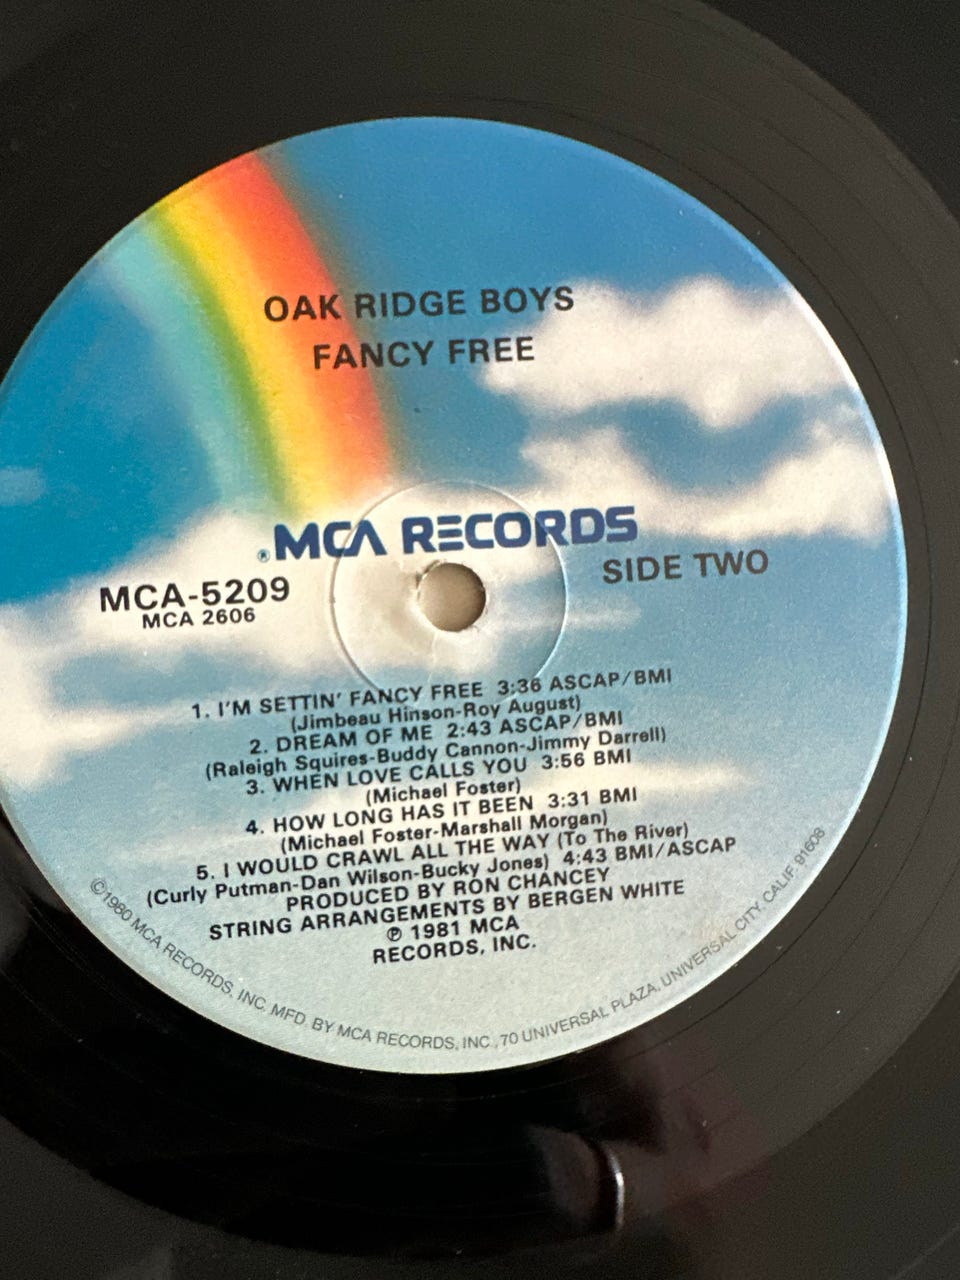 OAK RIDGE BOYS
FANCY FREE
®MCA RECORDS
MCA-5209
MCA 2606
SIDE TWO
1. I'M SETTIN' FANCY FREE 3:36 ASCAP/BMI
(Jimbeau Hinson-Roy August)
2. DREAM OF ME 2:43 ASCAP/BMI
(Raleigh Squires-Buddy Cannon-Jimmy Darrell)
3. WHEN LOVE CALLS YOU 3:56 BMI
(Michael Foster)
4. HOW LONG HAS IT BEEN 3:31 BMI
(Michael Foster-Marshall Morgan)
5. I WOULD CRAWL ALL THE WAY (To The River)
(Curly Putman-Dan Wilson-Bucky Jones) 4:43 BMI/ASCAP
PRODUCED BY RON CHANCEY
STRING ARRANGEMENTS BY BERGEN WHITE
℗ 1981 MCA
RECORDS, INC.
©1980 MCA RECORDS, INC. MFD. BY MCA RECORDS, INC., 70 UNIVERSAL PLAZA, UNIVERSAL CITY, CALIF. 91608